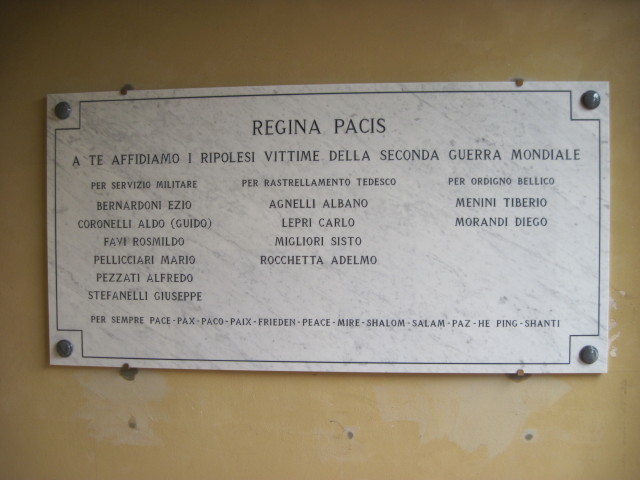 REGINA PACIS
A TE AFFIDIAMO I RIPOLESI VITTIME DELLA SECONDA GUERRA MONDIALE
PER SERVIZIO MILITARE
BERNARDONI EZIO
CORONELLI ALDO (GUIDO)
FAVI ROSMILDO
PELLICCIARI MARIO
PEZZATI ALFREDO
STEFANELLI GIUSEPPE
PER RASTRELLAMENTO TEDESCO
AGNELLI ALBANO
LEPRI CARLO
MIGLIORI SISTO
ROCCHETTA ADELMO
PER ORDIGNO BELLICO
MENINI TIBERIO
MORANDI DIEGO
PER SEMPRE PACE - PAX - PACO - PAIX - FRIEDEN - PEACE - MIRE - SHALOM - SALAM - PAZ - HE PING - SHANTI